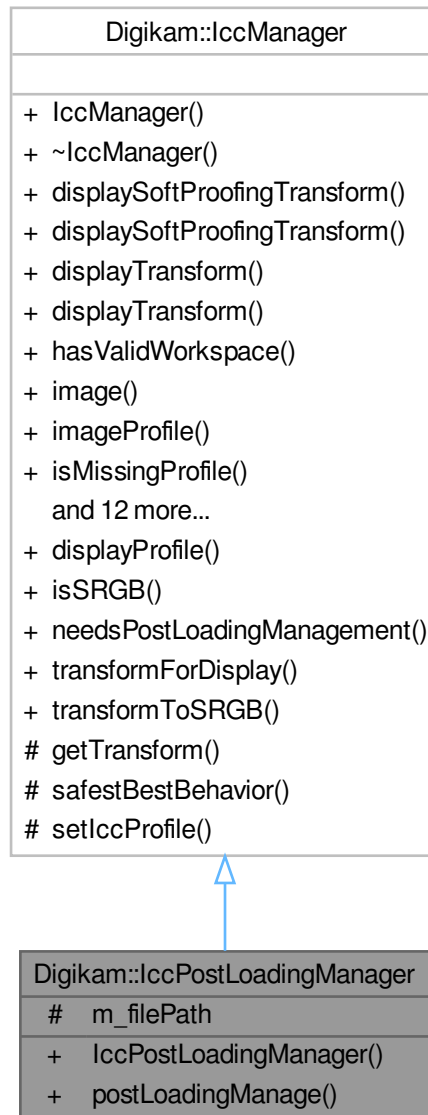 Digikam::IccManager
+ IccManager()
+ ~IccManager()
+ displaySoftProofingTransform()
+ displaySoftProofingTransform()
+ displayTransform()
+ displayTransform()
+ hasValidWorkspace()
+ image()
+ imageProfile()
+ isMissingProfile()
and 12 more...
+ displayProfile()
+ isSRGB()
+ needsPostLoadingManagement()
+ transformForDisplay()
+ transformToSRGB()
# getTransform()
# safestBestBehavior()
# setIccProfile()
Digikam::IccPostLoadingManager
# m_filePath
+ IccPostLoadingManager()
+ postLoadingManage()